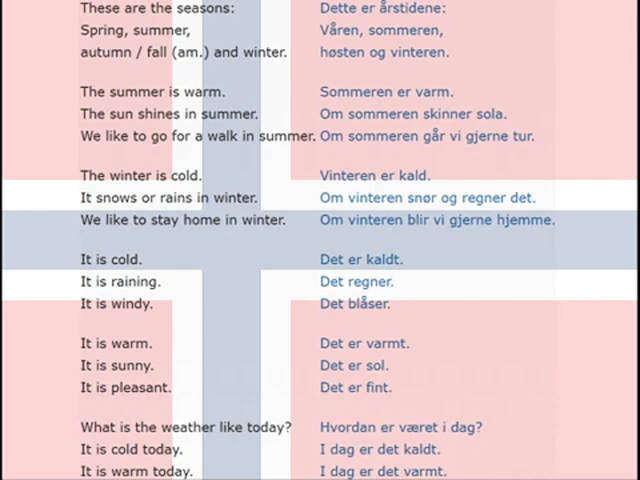 These are the seasons: Dette er årstidene:
Spring, summer, Våren, sommeren,
autumn / fall (am.) and winter. høsten og vinteren.
The summer is warm. Sommeren er varm.
The sun shines in summer. Om sommeren skinner sola.
We like to go for a walk in summer. Om sommeren går vi gjerne tur.
The winter is cold. Vinteren er kald.
It snows or rains in winter. Om vinteren snør og regner det.
We like to stay home in winter. Om vinteren blir vi gjerne hjemme.
It is cold. Det er kaldt.
It is raining. Det regner.
It is windy. Det blåser.
It is warm. Det er varmt.
It is sunny. Det er sol.
It is pleasant. Det er fint.
What is the weather like today? Hvordan er været i dag?
It is cold today. I dag er det kaldt.
It is warm today. I dag er det varmt.